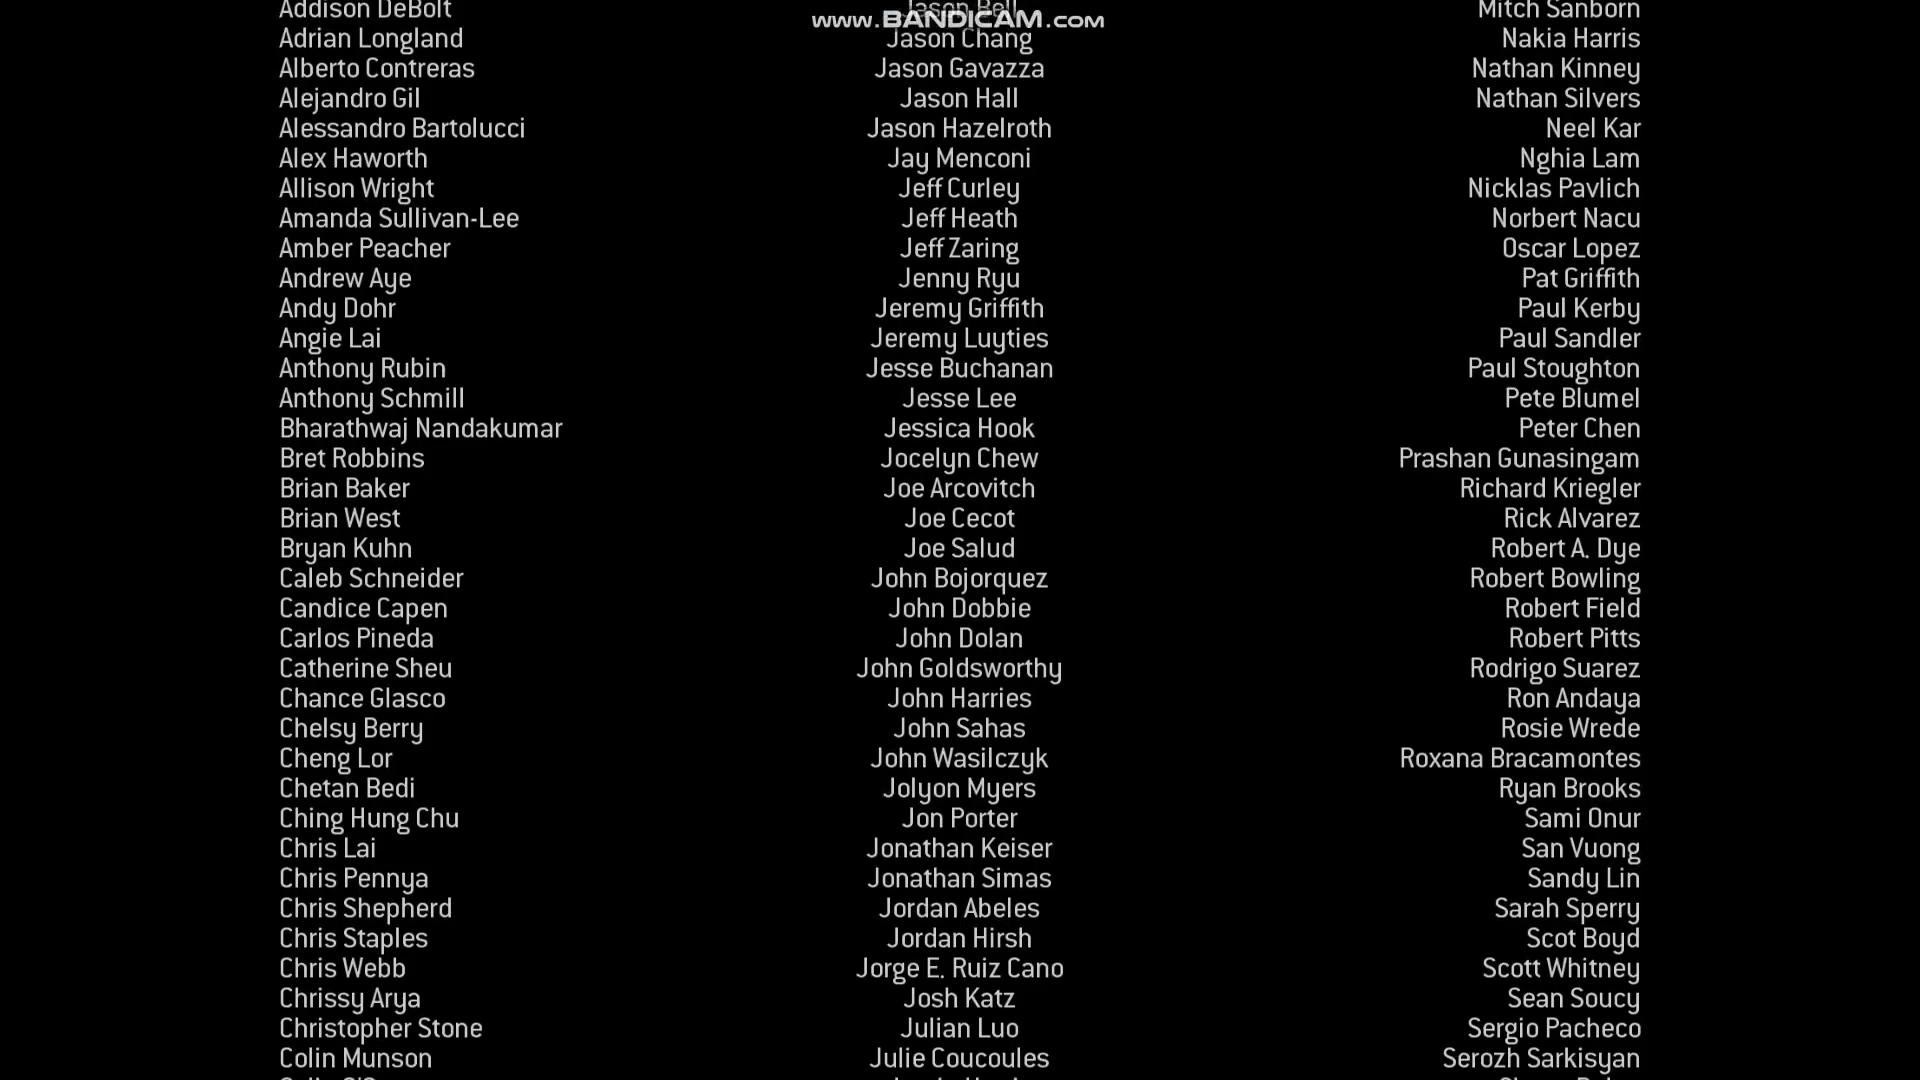 www.BANDICAM.com
Addison DeBolt
Adrian Longland
Alberto Contreras
Alejandro Gil
Alessandro Bartolucci
Alex Haworth
Allison Wright
Amanda Sullivan-Lee
Amber Peacher
Andrew Aye
Andy Dohr
Angie Lai
Anthony Rubin
Anthony Schmill
Bharathwaj Nandakumar
Bret Robbins
Brian Baker
Brian West
Bryan Kuhn
Caleb Schneider
Candice Capen
Carlos Pineda
Catherine Sheu
Chance Glasco
Chelsy Berry
Cheng Lor
Chetan Bedi
Ching Hung Chu
Chris Lai
Chris Pennya
Chris Shepherd
Chris Staples
Chris Webb
Chrissy Arya
Christopher Stone
Colin Munson
Jason Bell
Jason Chang
Jason Gavazza
Jason Hall
Jason Hazelroth
Jay Menconi
Jeff Curley
Jeff Heath
Jeff Zaring
Jenny Ryu
Jeremy Griffith
Jeremy Luyties
Jesse Buchanan
Jesse Lee
Jessica Hook
Jocelyn Chew
Joe Arcovitch
Joe Cecot
Joe Salud
John Bojorquez
John Dobbie
John Dolan
John Goldsworthy
John Harries
John Sahas
John Wasilczyk
Jolyon Myers
Jon Porter
Jonathan Keiser
Jonathan Simas
Jordan Abeles
Jordan Hirsh
Jorge E. Ruiz Cano
Josh Katz
Julian Luo
Julie Coucoules
Mitch Sanborn
Nakia Harris
Nathan Kinney
Nathan Silvers
Neel Kar
Nghia Lam
Nicklas Pavlich
Norbert Nacu
Oscar Lopez
Pat Griffith
Paul Kerby
Paul Sandler
Paul Stoughton
Pete Blumel
Peter Chen
Prashan Gunasingam
Richard Kriegler
Rick Alvarez
Robert A. Dye
Robert Bowling
Robert Field
Robert Pitts
Rodrigo Suarez
Ron Andaya
Rosie Wrede
Roxana Bracamontes
Ryan Brooks
Sami Onur
San Vuong
Sandy Lin
Sarah Sperry
Scot Boyd
Scott Whitney
Sean Soucy
Sergio Pacheco
Serozh Sarkisyan